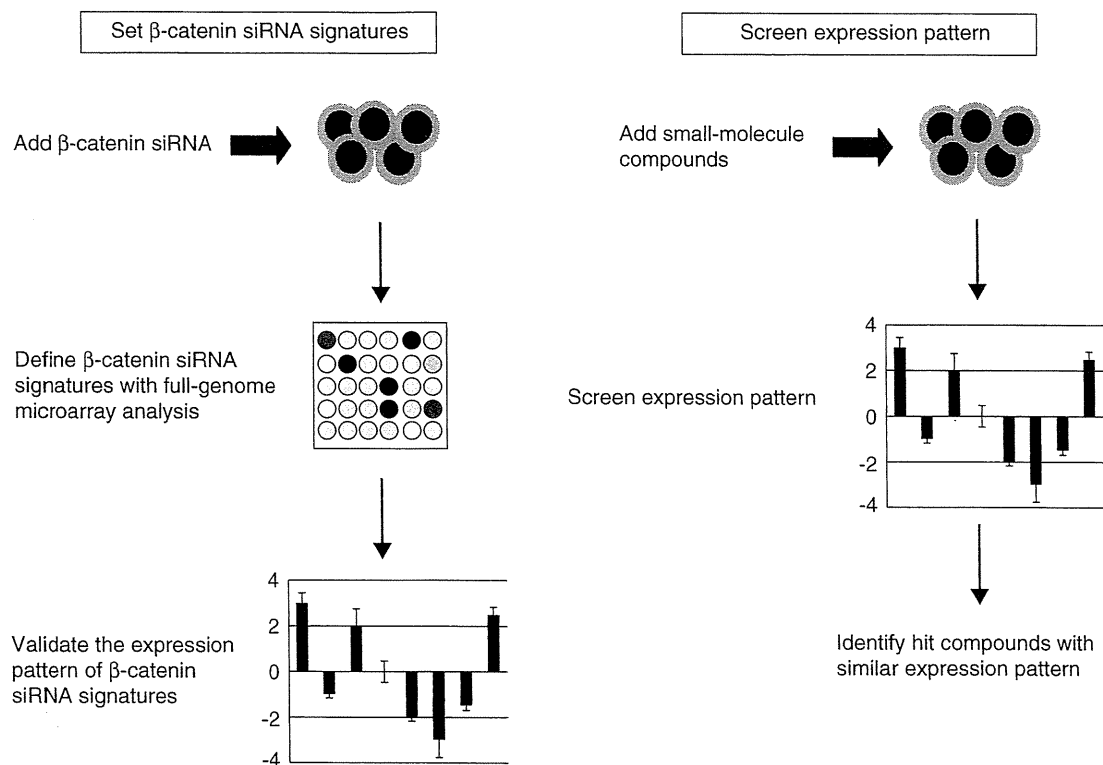 Set β-catenin siRNA signatures
Add β-catenin siRNA
Define β-catenin siRNA
signatures with full-genome
microarray analysis
Validate the expression
pattern of β-catenin
siRNA signatures
4
2
0
-2
-4
Screen expression pattern
Add small-molecule
compounds
Screen expression pattern
4
2
0
-2
-4
Identify hit compounds with
similar expression pattern